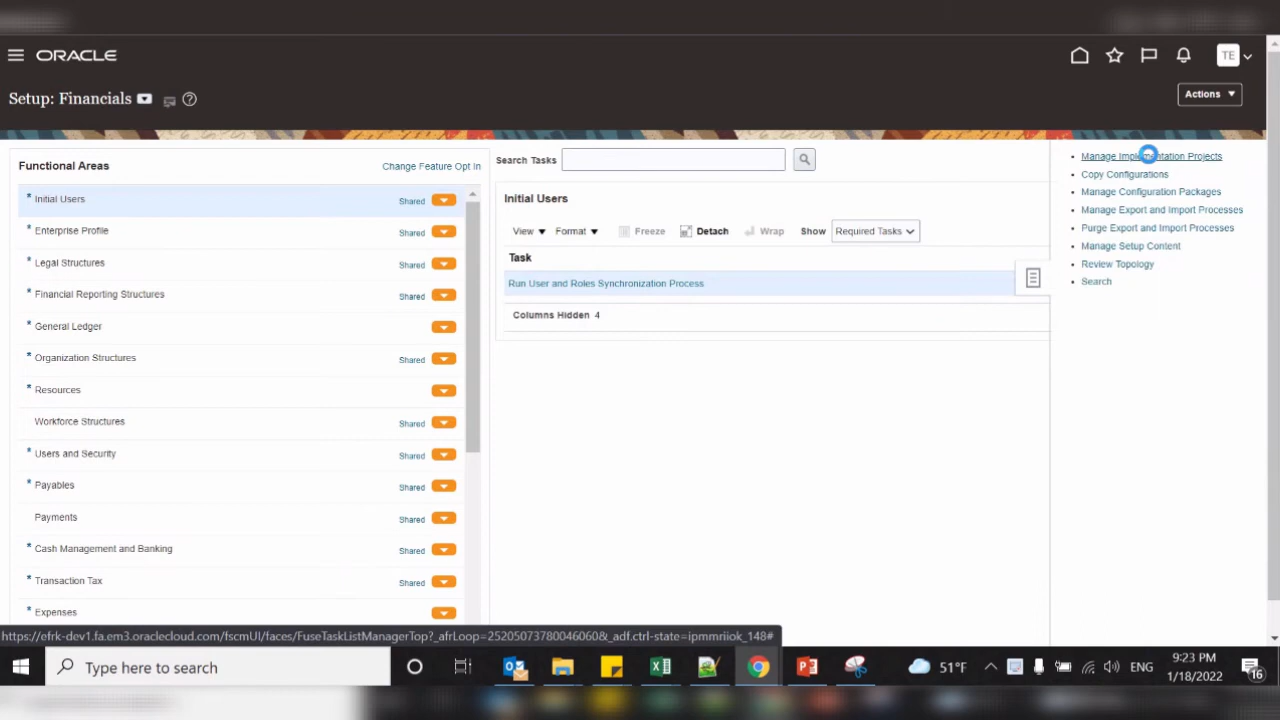 ORACLE
TE
Setup: Financials
Actions
Functional Areas
Change Feature Opt In
* Initial Users Shared
* Enterprise Profile Shared
* Legal Structures Shared
* Financial Reporting Structures Shared
* General Ledger
* Organization Structures Shared
* Resources
Workforce Structures Shared
* Users and Security Shared
* Payables Shared
Payments Shared
* Cash Management and Banking Shared
* Transaction Tax Shared
* Expenses
Search Tasks
Initial Users
View Format Freeze Detach Wrap Show Required Tasks
Task
Run User and Roles Synchronization Process
Columns Hidden 4
Manage Implementation Projects
Copy Configurations
Manage Configuration Packages
Manage Export and Import Processes
Purge Export and Import Processes
Manage Setup Content
Review Topology
Search
https://efrk-dev1.fa.em3.oraclecloud.com/fscmUI/faces/FuseTaskListManagerTop?_afrLoop=252050737800460608&_adf.ctrl-state=ipmmriiok_148#
Type here to search
51°F
ENG
9:23 PM
1/18/2022
16